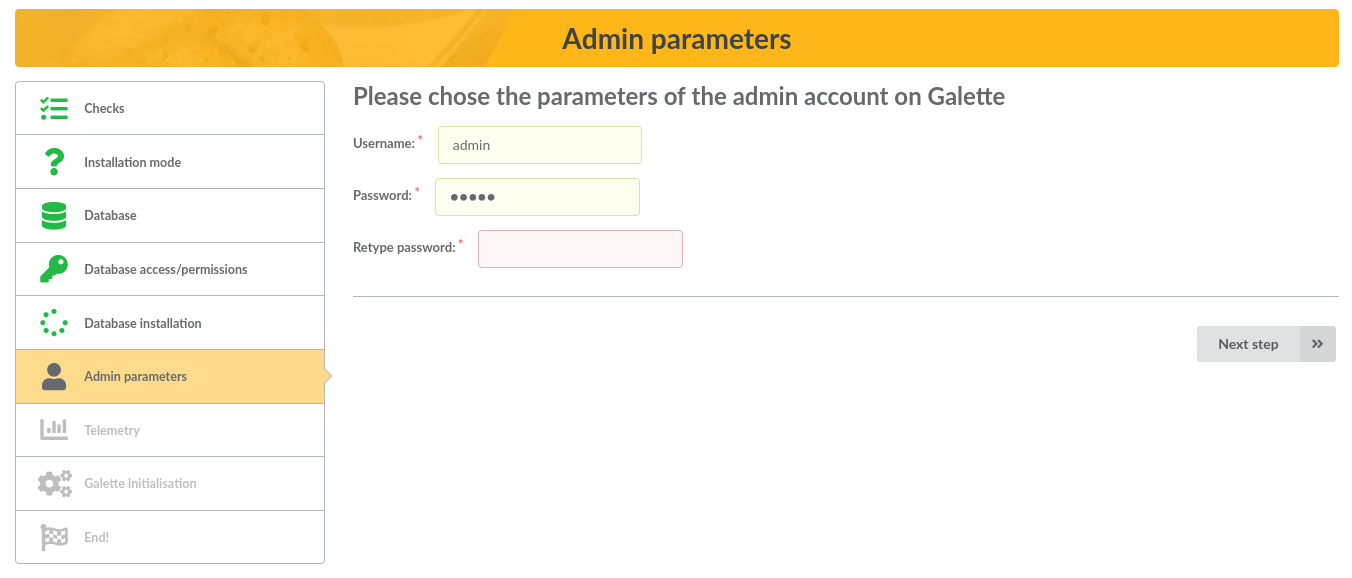 Admin parameters
Checks
Installation mode
Database
Database access/permissions
Database installation
Admin parameters
Telemetry
Galette initialisation
End!
Please chose the parameters of the admin account on Galette
Username: *
admin
Password: *
●●●●●
Retype password: *
Next step